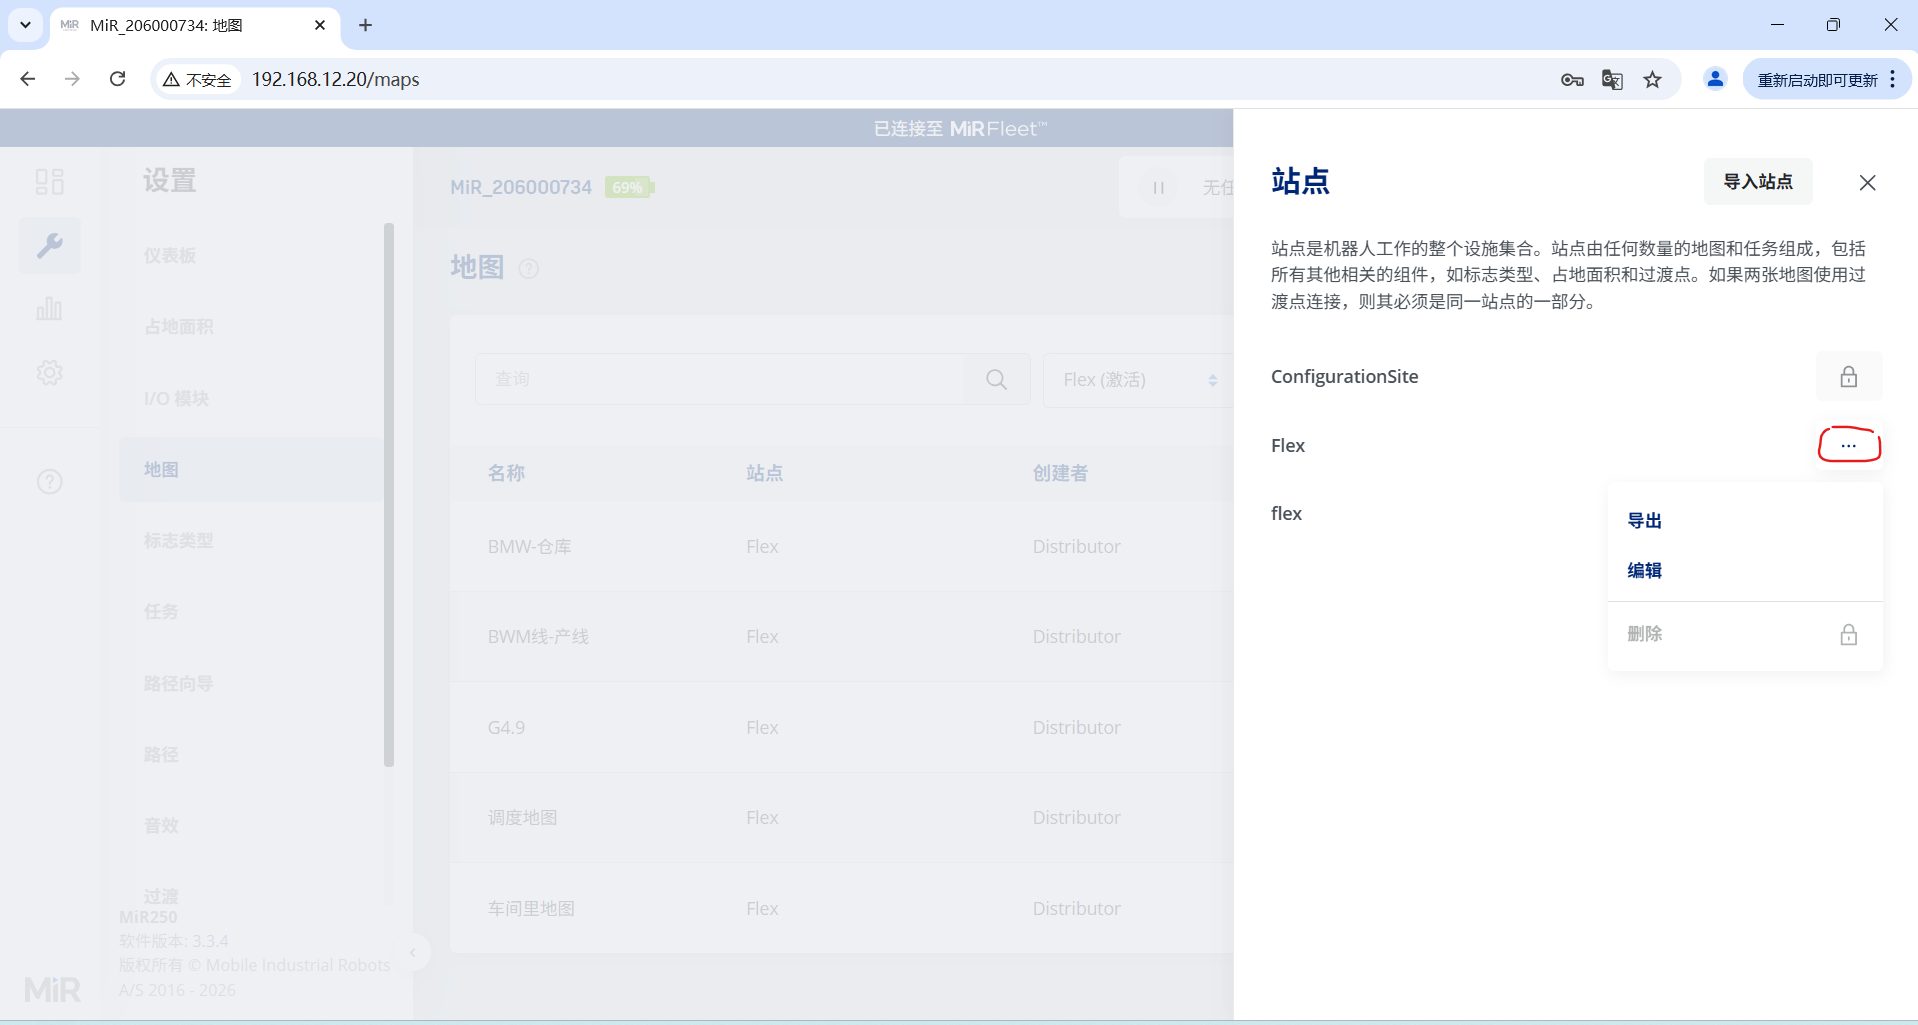 MiR_206000734: 地图
不安全
192.168.12.20/maps
重新启动即可更新
已连接至 MiR Fleet™
设置
仪表板
占地面积
I/O 模块
地图
标志类型
任务
路径向导
路径
音效
过渡
MiR250
软件版本: 3.3.4
版权所有 © Mobile Industrial Robots
A/S 2016 - 2026
MiR
MiR_206000734
69%
无任
地图
查询
Flex (激活)
名称 站点 创建者
BMW-仓库 Flex Distributor
BWM线-产线 Flex Distributor
G4.9 Flex Distributor
调度地图 Flex Distributor
车间里地图 Flex Distributor
站点
导入站点
站点是机器人工作的整个设施集合。站点由任何数量的地图和任务组成，包括
所有其他相关的组件，如标志类型、占地面积和过渡点。如果两张地图使用过
渡点连接，则其必须是同一站点的一部分。
ConfigurationSite
Flex
flex
导出
编辑
删除